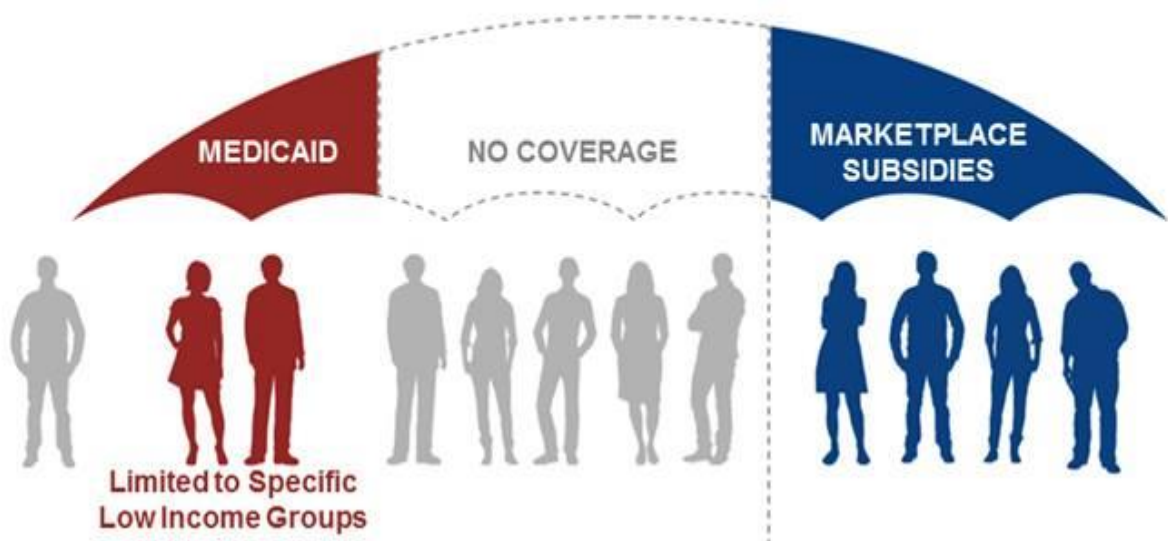 MEDICAID
NO COVERAGE
MARKETPLACE
SUBSIDIES
Limited to Specific
Low Income Groups